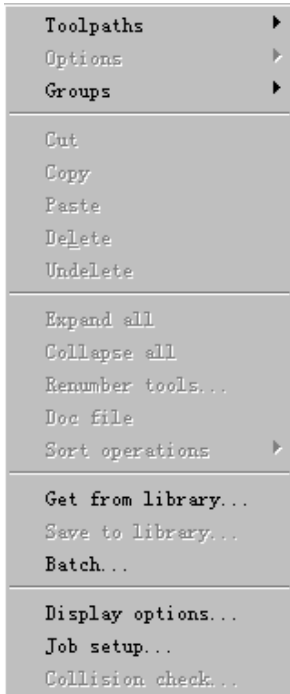 Toolpaths
Options
Groups
Cut
Copy
Paste
Delete
Undelete
Expand all
Collapse all
Renumber tools...
Doc file
Sort operations
Get from library...
Save to library...
Batch...
Display options...
Job setup...
Collision check...